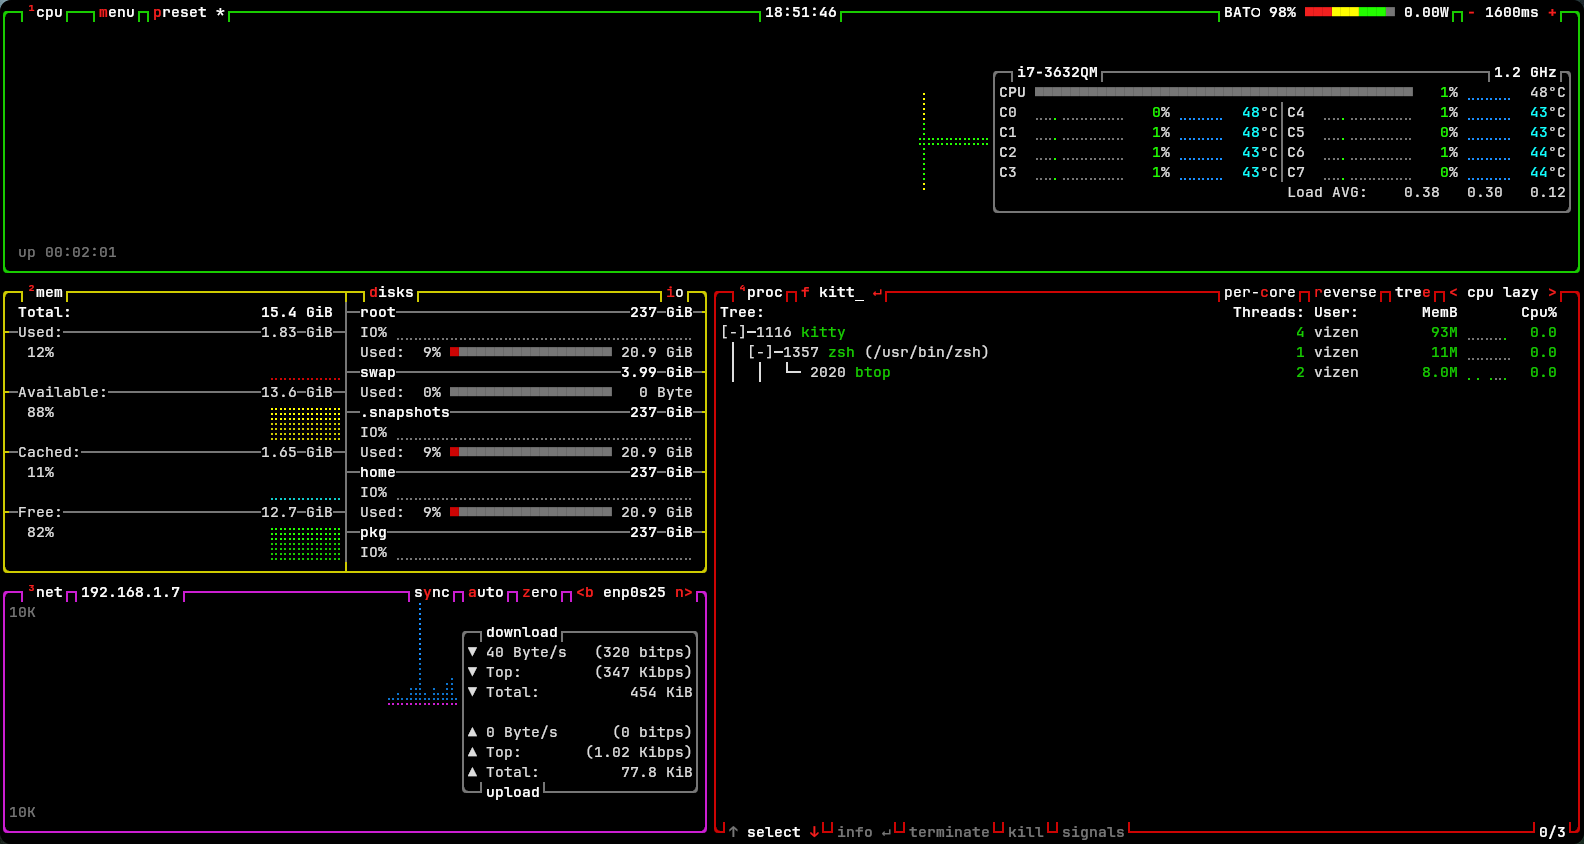 ¹cpu menu preset * 18:51:46 BAT○ 98% 0.00W - 1600ms +
i7-3632QM 1.2 GHz
CPU 1% 48°C
C0 0% 48°C C4 1% 43°C
C1 1% 48°C C5 0% 43°C
C2 1% 43°C C6 1% 44°C
C3 1% 43°C C7 0% 44°C
Load AVG: 0.38 0.30 0.12
up 00:02:01
²mem
Total: 15.4 GiB
Used: 1.83 GiB
12%
Available: 13.6 GiB
88%
Cached: 1.65 GiB
11%
Free: 12.7 GiB
82%
disks io
root 237 GiB
IO%
Used: 9% 20.9 GiB
swap 3.99 GiB
Used: 0% 0 Byte
.snapshots 237 GiB
IO%
Used: 9% 20.9 GiB
home 237 GiB
IO%
Used: 9% 20.9 GiB
pkg 237 GiB
IO%
³net 192.168.1.7 sync auto zero <b enp0s25 n>
10K
download
▼ 40 Byte/s (320 bitps)
▼ Top: (347 Kibps)
▼ Total: 454 KiB
▲ 0 Byte/s (0 bitps)
▲ Top: (1.02 Kibps)
▲ Total: 77.8 KiB
upload
10K
⁴proc f kitt_ ↵ per-core reverse tree < cpu lazy >
Tree: Threads: User: MemB Cpu%
[-]─1116 kitty 4 vizen 93M 0.0
[-]─1357 zsh (/usr/bin/zsh) 1 vizen 11M 0.0
└─ 2020 btop 2 vizen 8.0M 0.0
↑ select ↓ info ↵ terminate kill signals 0/3